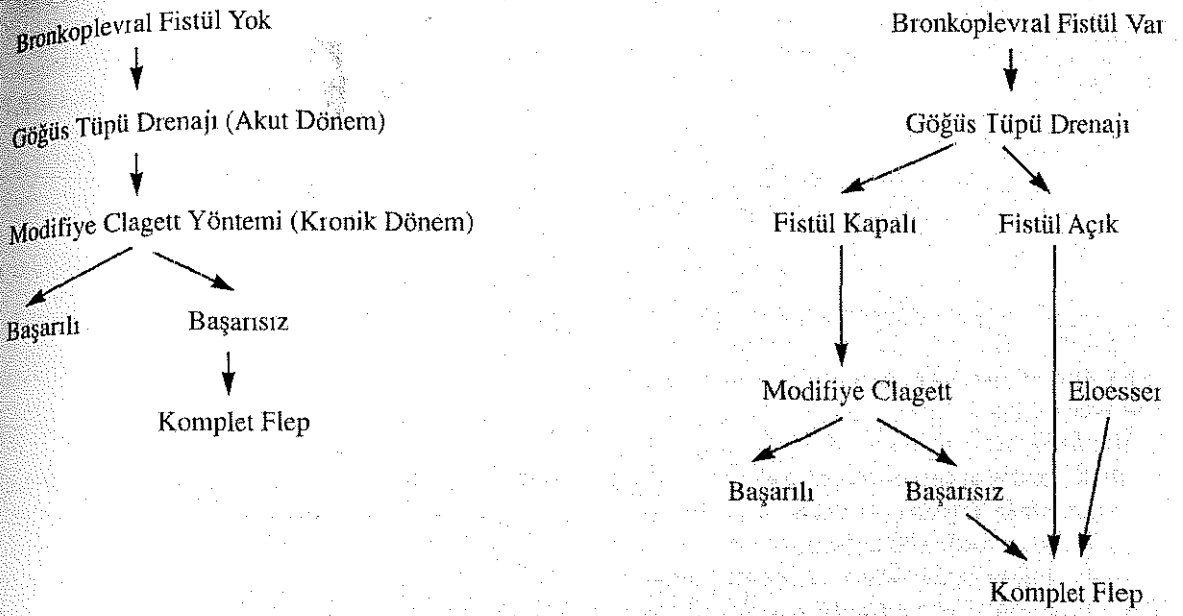 Bronkoplevral Fistül Yok
Göğüs Tüpü Drenajı (Akut Dönem)
Modifiye Clagett Yöntemi (Kronik Dönem)
Başarılı
Başarısız
Komplet Flep
Bronkoplevral Fistül Var
Göğüs Tüpü Drenajı
Fistül Kapalı
Fistül Açık
Modifiye Clagett
Eloesser
Başarılı
Başarısız
Komplet Flep